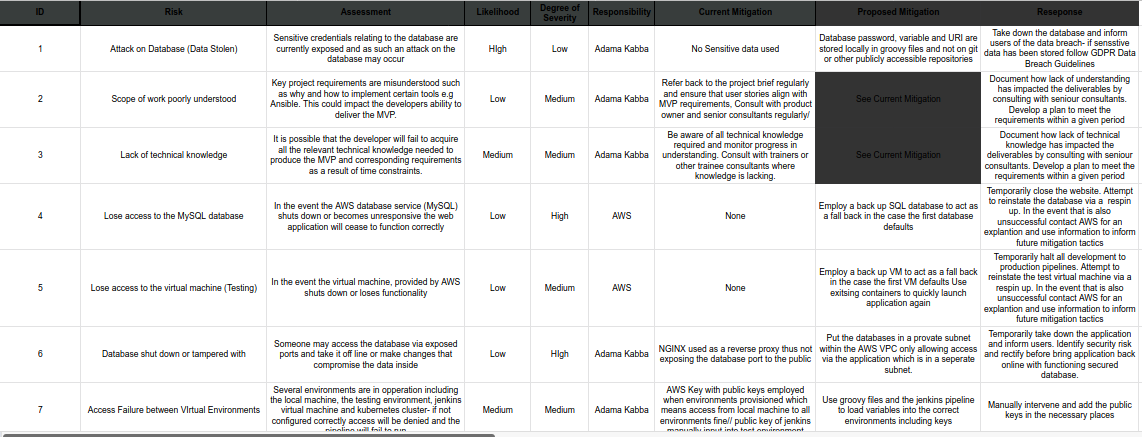 ID Risk Assessment Likelihood Degree of Severity Responsibility Current Mitigation Proposed Mitigation Reseponse
1
Attack on Database (Data Stolen)
Sensitive credentials relating to the database are
currently exposed and as such an attack on the
database may occur
HIgh
Low
Adama Kabba
No Sensitive data used
Database password, variable and URI are
stored locally in groovy files and not on git
or other publicly accessible repositories
Take down the database and inform
users of the data breach- if sensstive
data has been stored follow GDPR Data
Breach Guidelines
2
Scope of work poorly understood
Key project requirements are misunderstood such
as why and how to implement certain tools e.g
Ansible. This could impact the developers ability to
deliver the MVP.
Low
Medium
Adama Kabba
Refer back to the project brief regularly
and ensure that user stories align with
MVP requirements, Consult with product
owner and senior consultants regularly/
See Current Mitigation
Document how lack of understanding
has impacted the deliverables by
consulting with seniour consultants.
Develop a plan to meet the
requirements within a given period
3
Lack of technical knowledge
It is possible that the developer will fail to acquire
all the relevant technical knowledge needed to
produce the MVP and corresponding requirements
as a result of time constraints.
Medium
Medium
Adama Kabba
Be aware of all technical knowledge
required and monitor progress in
understanding. Consult with trainers or
other trainee consultants where
knowledge is lacking.
See Current Mitigation
Document how lack of technical
knowledge has impacted the
deliverables by consulting with seniour
consultants. Develop a plan to meet the
requirements within a given period
4
Lose access to the MySQL database
In the event the AWS database service (MySQL)
shuts down or becomes unresponsive the web
application will cease to function correctly
Low
High
AWS
None
Employ a back up SQL database to act as
a fall back in the case the first database
defaults
Temporarily close the website. Attempt
to reinstate the database via a respin
up. In the event that is also
unsuccessful contact AWS for an
explantion and use information to inform
future mitigation tactics
5
Lose access to the virtual machine (Testing)
In the event the virtual machine, provided by AWS
shuts down or loses functionality
Low
Medium
AWS
None
Employ a back up VM to act as a fall back
in the case the first VM defaults Use
exitsing containers to quickly launch
application again
Temporarily halt all development to
production pipelines. Attempt to
reinstate the test virtual machine via a
respin up. In the event that is also
unsuccessful contact AWS for an
explantion and use information to inform
future mitigation tactics
6
Database shut down or tampered with
Someone may access the database via exposed
ports and take it off line or make changes that
compromise the data inside
Low
HIgh
Adama Kabba
NGINX used as a reverse proxy thus not
exposing the database port to the public
Put the databases in a provate subnet
within the AWS VPC only allowing access
via the application which is in a seperate
subnet.
Temporarily take down the application
and inform users. Identify security risk
and rectify before bring application back
online with functioning secured
database.
7
Access Failure between VIrtual Environments
Several environments are in opperation including
the local machine, the testing environment, jenkins
virtual machine and kubernetes cluster- if not
configured correctly access will be denied and the
pipeline will fail to run
Medium
Medium
Adama Kabba
AWS Key with public keys employed
when environments provisioned which
means access from local machine to all
environments fine// public key of jenkins
manually input into test environment
Use groovy files and the jenkins pipeline
to load variables into the correct
environments including keys
Manually intervene and add the public
keys in the necessary places